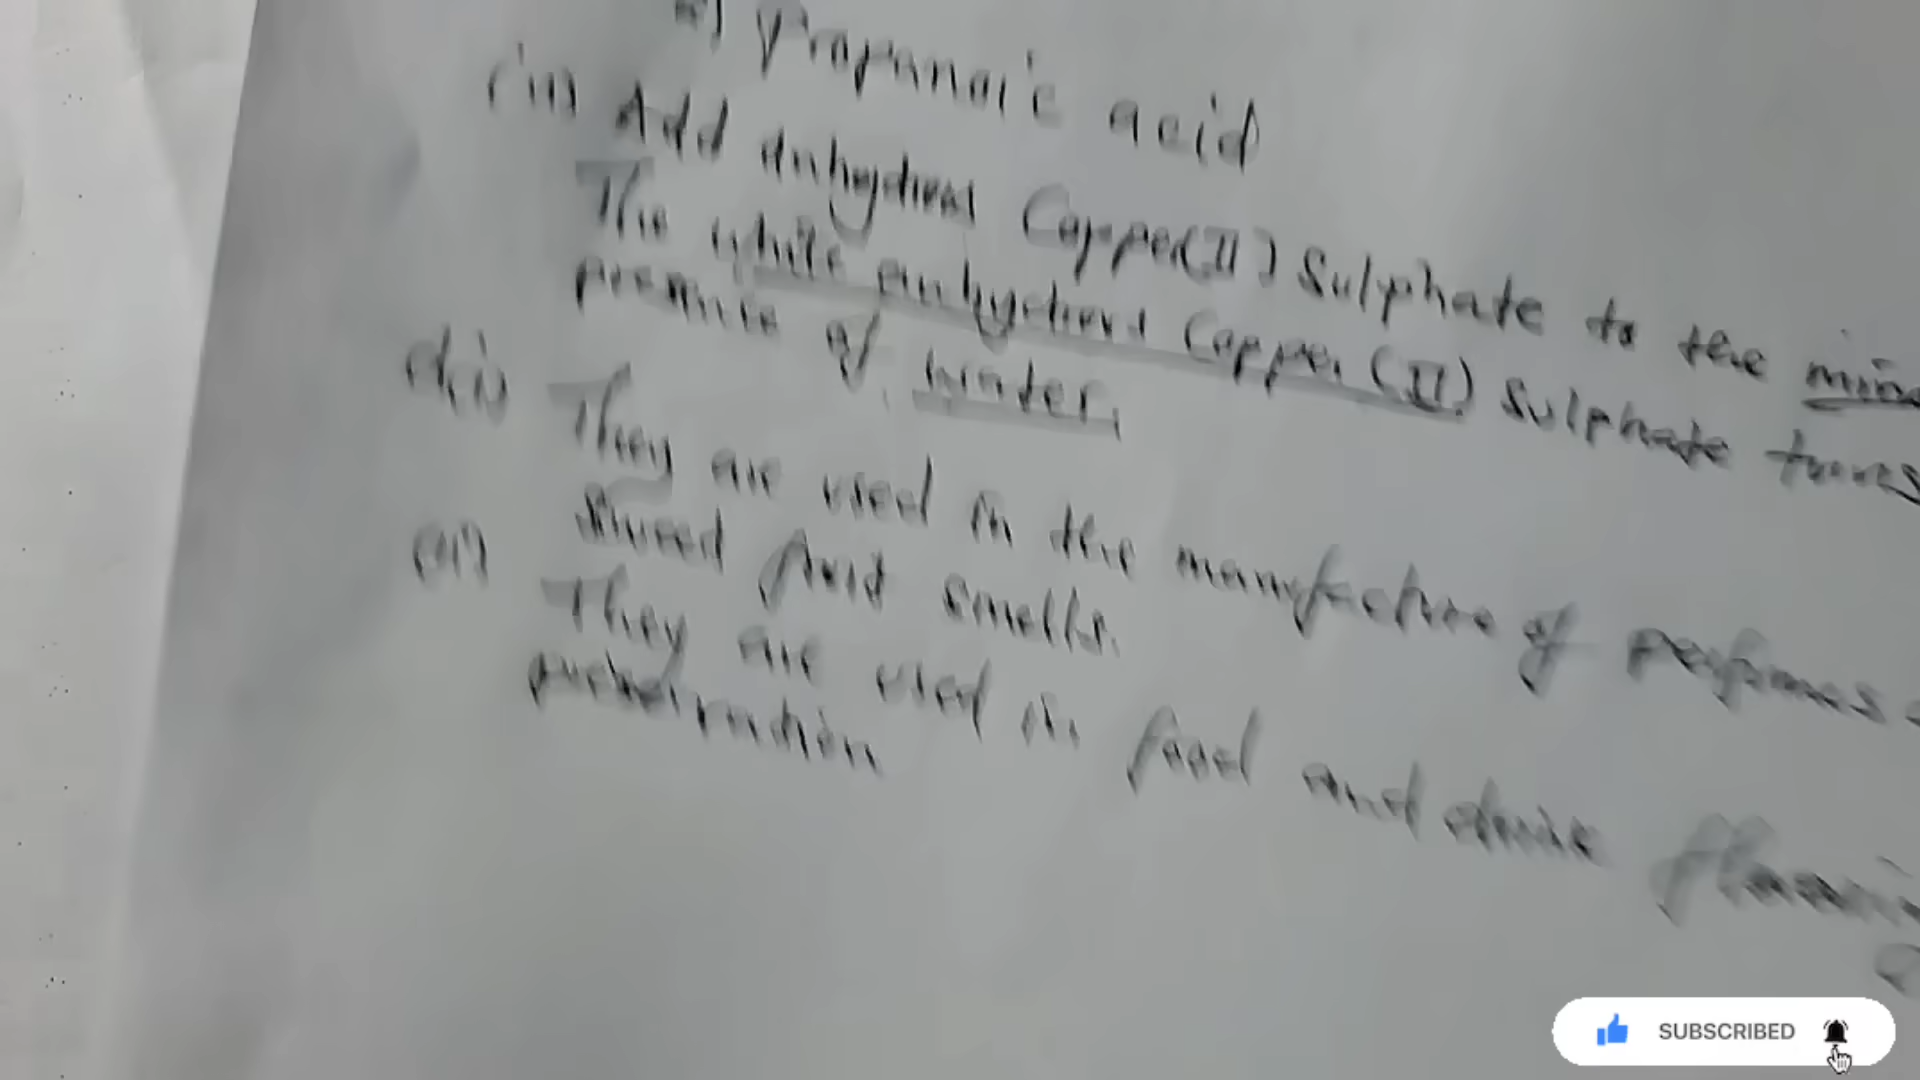 Propanoic acid
(ii) Add anhydrous Copper(II) Sulphate to the
The white anhydrous Copper (II) Sulphate turns
presence of water.
They are used in the manufacture of perfumes
fruit smells.
(ii) They are used in food and drink
SUBSCRIBED